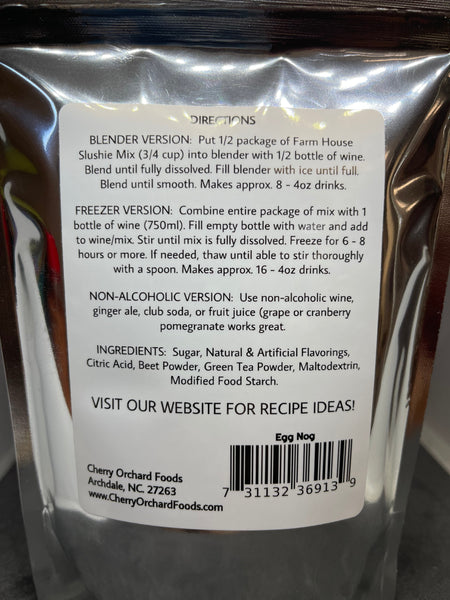 DIRECTIONS
BLENDER VERSION: Put 1/2 package of Farm House
Slushie Mix (3/4 cup) into blender with 1/2 bottle of wine.
Blend until fully dissolved. Fill blender with ice until full.
Blend until smooth. Makes approx. 8 - 4oz drinks.
FREEZER VERSION: Combine entire package of mix with 1
bottle of wine (750ml). Fill empty bottle with water and add
to wine/mix. Stir until mix is fully dissolved. Freeze for 6 - 8
hours or more. If needed, thaw until able to stir thoroughly
with a spoon. Makes approx. 16 - 4oz drinks.
NON-ALCOHOLIC VERSION: Use non-alcoholic wine,
ginger ale, club soda, or fruit juice (grape or cranberry
pomegranate works great.
INGREDIENTS: Sugar, Natural & Artificial Flavorings,
Citric Acid, Beet Powder, Green Tea Powder, Maltodextrin,
Modified Food Starch.
VISIT OUR WEBSITE FOR RECIPE IDEAS!
Egg Nog
7 31132 36913 9
Cherry Orchard Foods
Archdale, NC. 27263
www.CherryOrchardFoods.com